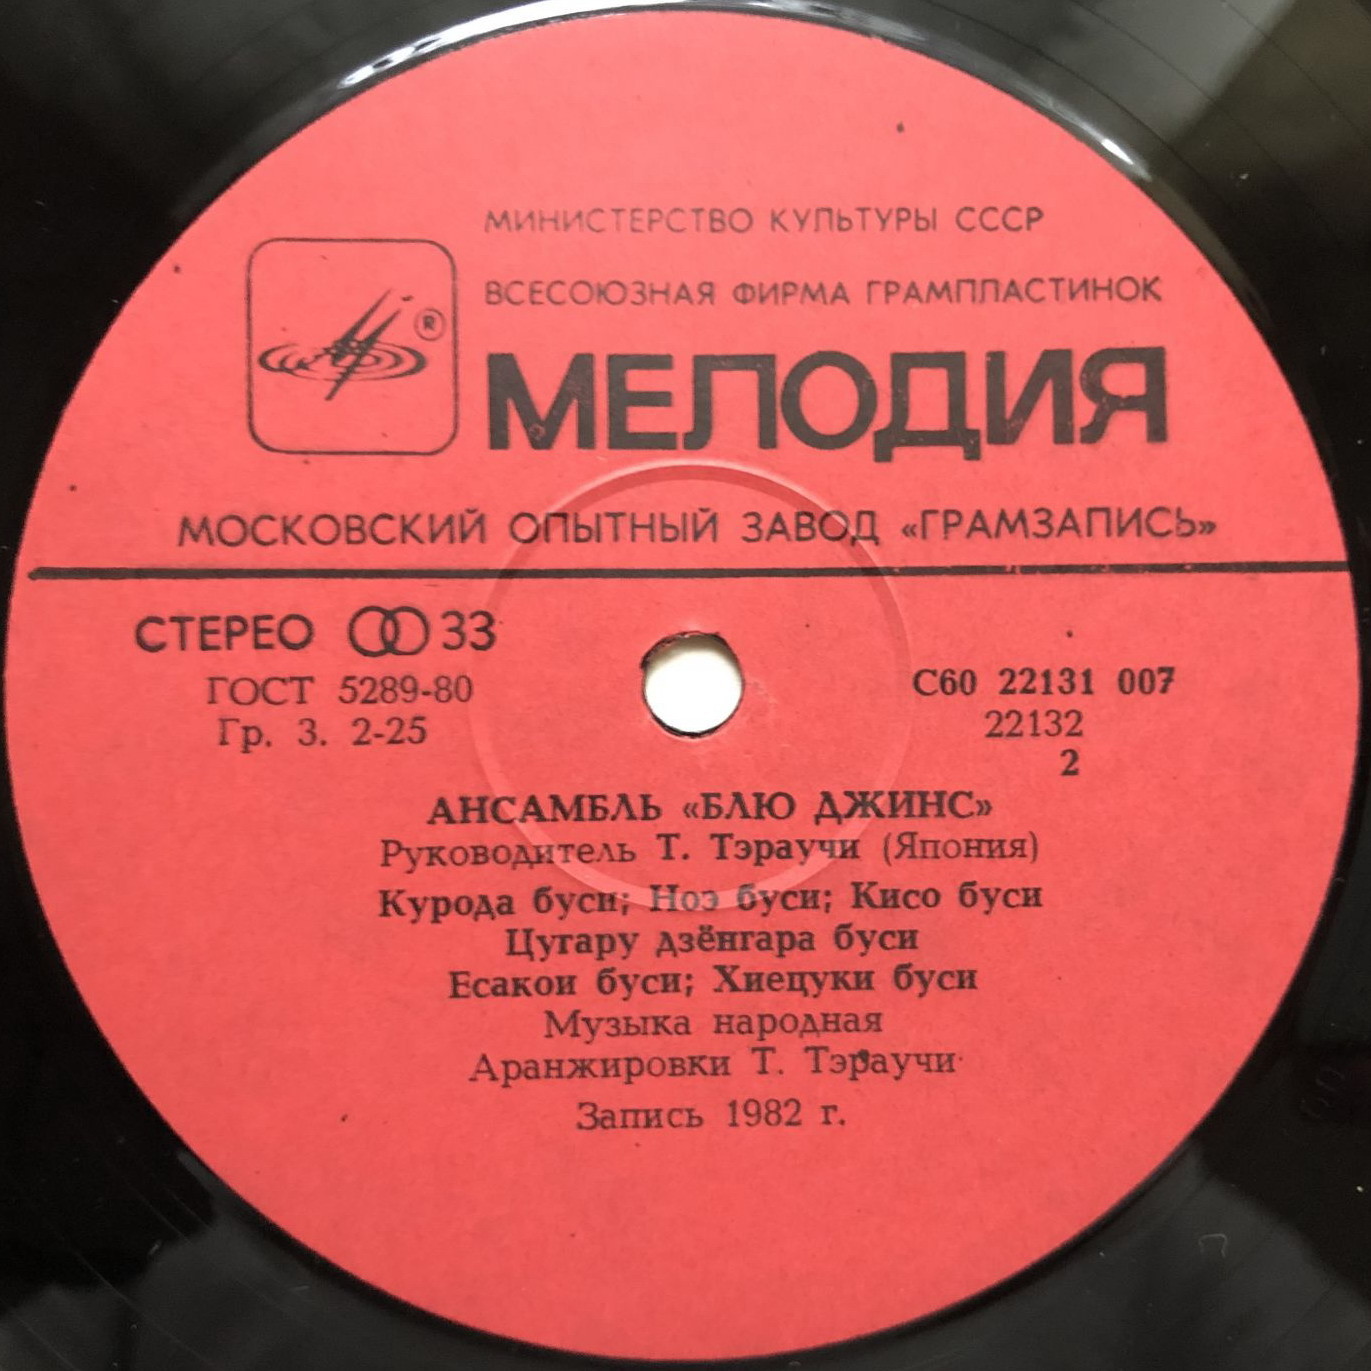 МИНИСТЕРСТВО КУЛЬТУРЫ СССР
ВСЕСОЮЗНАЯ ФИРМА ГРАМПЛАСТИНОК
®
МЕЛОДИЯ
МОСКОВСКИЙ ОПЫТНЫЙ ЗАВОД «ГРАМЗАПИСЬ»
СТЕРЕО 33
ГОСТ 5289-80
Гр. 3. 2-25
С60 22131 007
22132
2
АНСАМБЛЬ «БЛЮ ДЖИНС»
Руководитель Т. Тэраучи (Япония)
Курода буси; Ноэ буси; Кисо буси
Цугару дзёнгара буси
Есакои буси; Хиецуки буси
Музыка народная
Аранжировки Т. Тэраучи
Запись 1982 г.